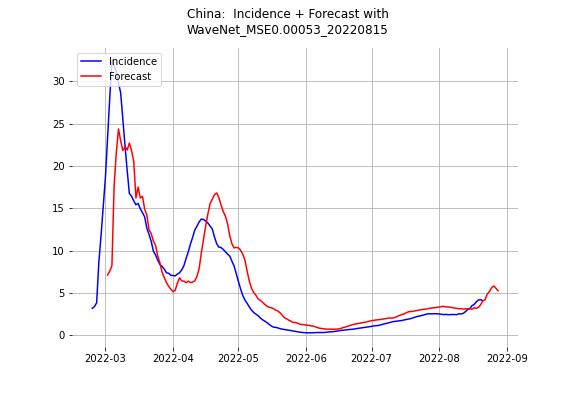 China:  Incidence + Forecast with
WaveNet_MSE0.00053_20220815
Incidence
Forecast
30
25
20
15
10
5
0
2022-03 2022-04 2022-05 2022-06 2022-07 2022-08 2022-09